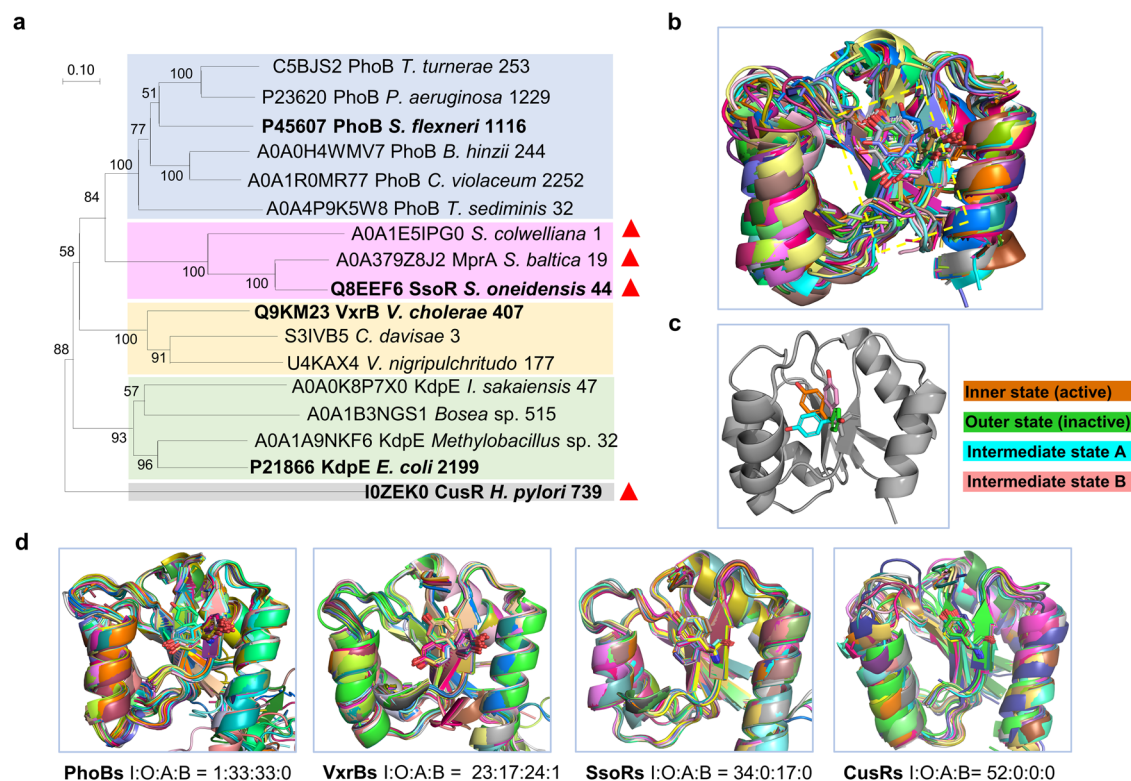 a
0.10
C5BJS2 PhoB T. turnerae 253
100
P23620 PhoB P. aeruginosa 1229
51
P45607 PhoB S. flexneri 1116
77
A0A0H4WMV7 PhoB B. hinzii 244
100
100
A0A1R0MR77 PhoB C. violaceum 2252
84
A0A4P9K5W8 PhoB T. sediminis 32
A0A1E5IPG0 S. colwelliana 1
58
100
A0A379Z8J2 MprA S. baltica 19
100
Q8EEF6 SsoR S. oneidensis 44
Q9KM23 VxrB V. cholerae 407
100
S3IVB5 C. davisae 3
91
U4KAX4 V. nigripulchritudo 177
88
57
A0A0K8P7X0 KdpE I. sakaiensis 47
A0A1B3NGS1 Bosea sp. 515
93
A0A1A9NKF6 KdpE Methylobacillus sp. 32
96
P21866 KdpE E. coli 2199
I0ZEK0 CusR H. pylori 739
b
c
Inner state (active)
Outer state (inactive)
Intermediate state A
Intermediate state B
d
PhoBs I:O:A:B = 1:33:33:0
VxrBs I:O:A:B = 23:17:24:1
SsoRs I:O:A:B = 34:0:17:0
CusRs I:O:A:B= 52:0:0:0